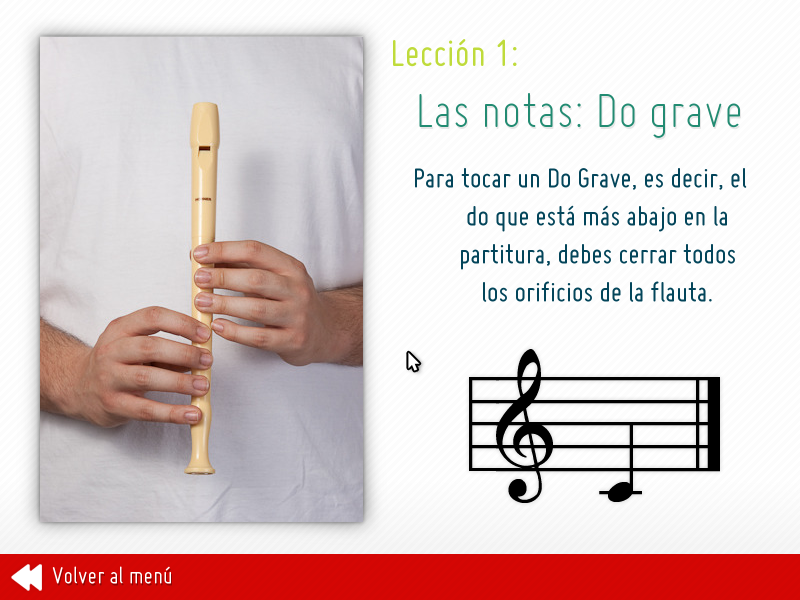 Lección 1:
Las notas: Do grave
Para tocar un Do Grave, es decir, el
do que está más abajo en la
partitura, debes cerrar todos
los orificios de la flauta.
Volver al menú